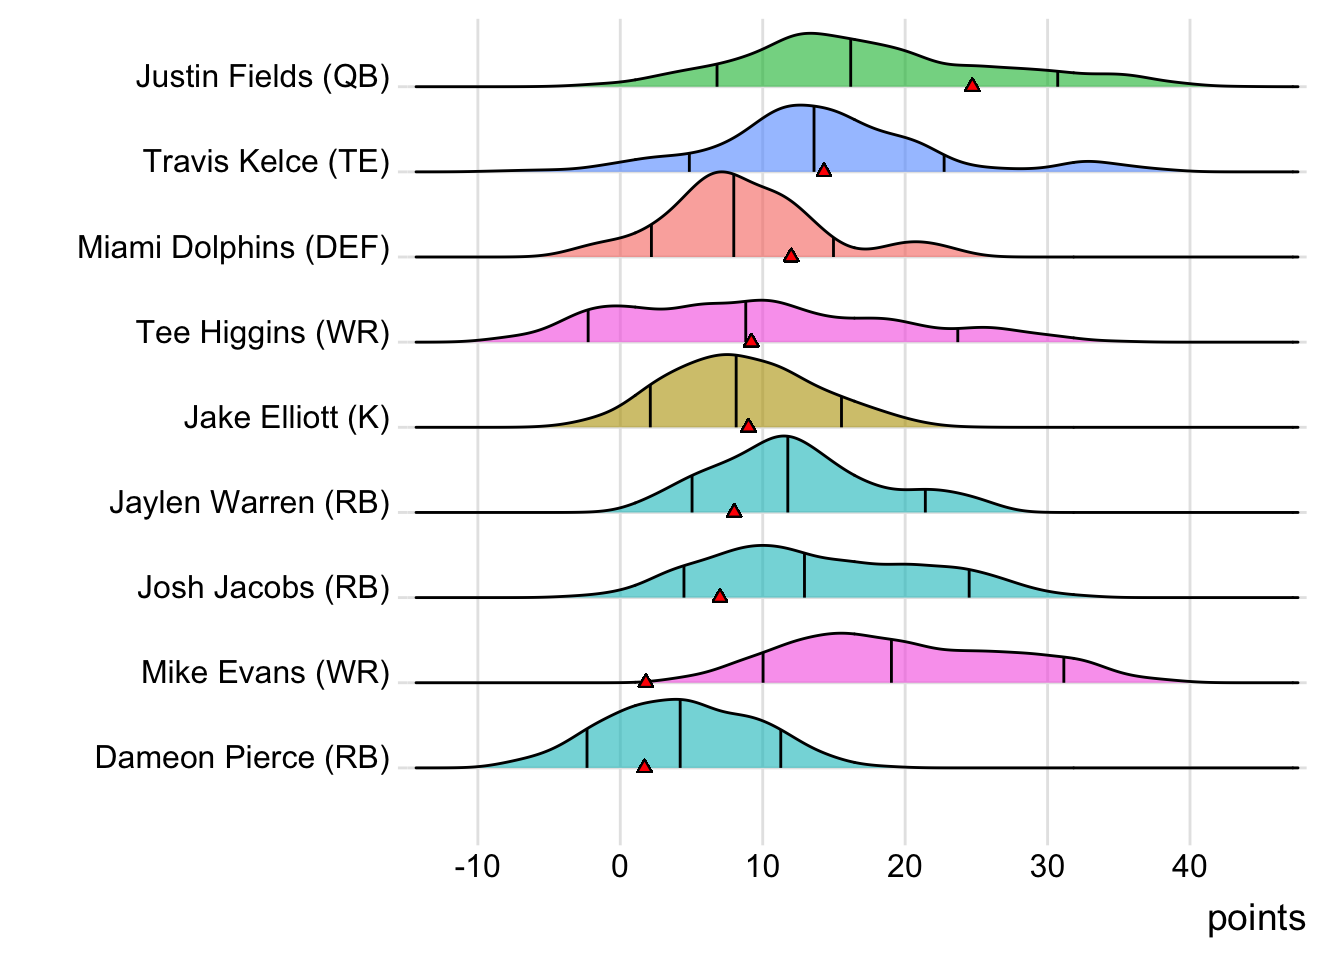 Justin Fields (QB)
Travis Kelce (TE)
Miami Dolphins (DEF)
Tee Higgins (WR)
Jake Elliott (K)
Jaylen Warren (RB)
Josh Jacobs (RB)
Mike Evans (WR)
Dameon Pierce (RB)
-10 0 10 20 30 40
points